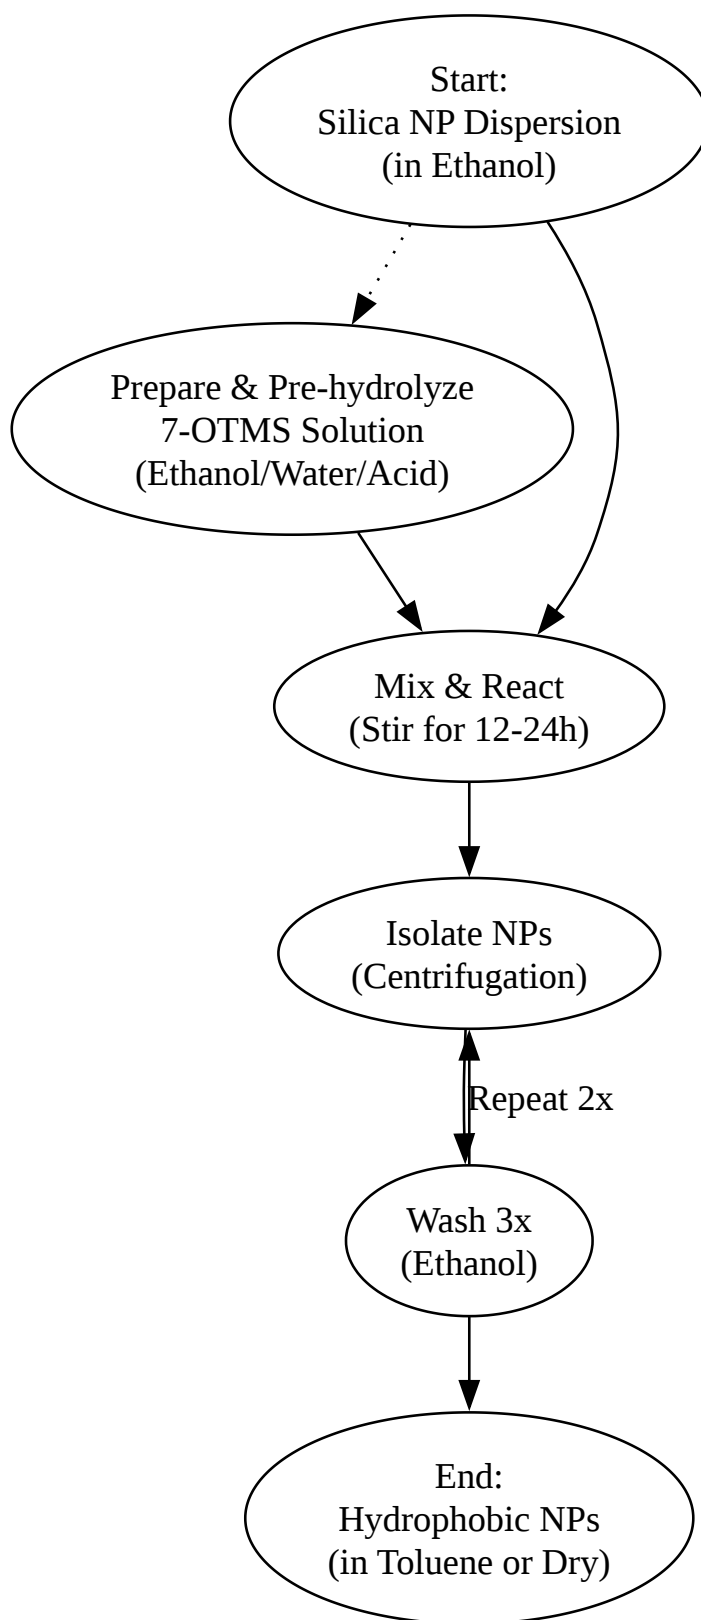 Start:
Silica NP Dispersion
(in Ethanol)
Prepare & Pre-hydrolyze
7-OTMS Solution
(Ethanol/Water/Acid)
Mix & React
(Stir for 12-24h)
Isolate NPs
(Centrifugation)
Repeat 2x
Wash 3x
(Ethanol)
End:
Hydrophobic NPs
(in Toluene or Dry)